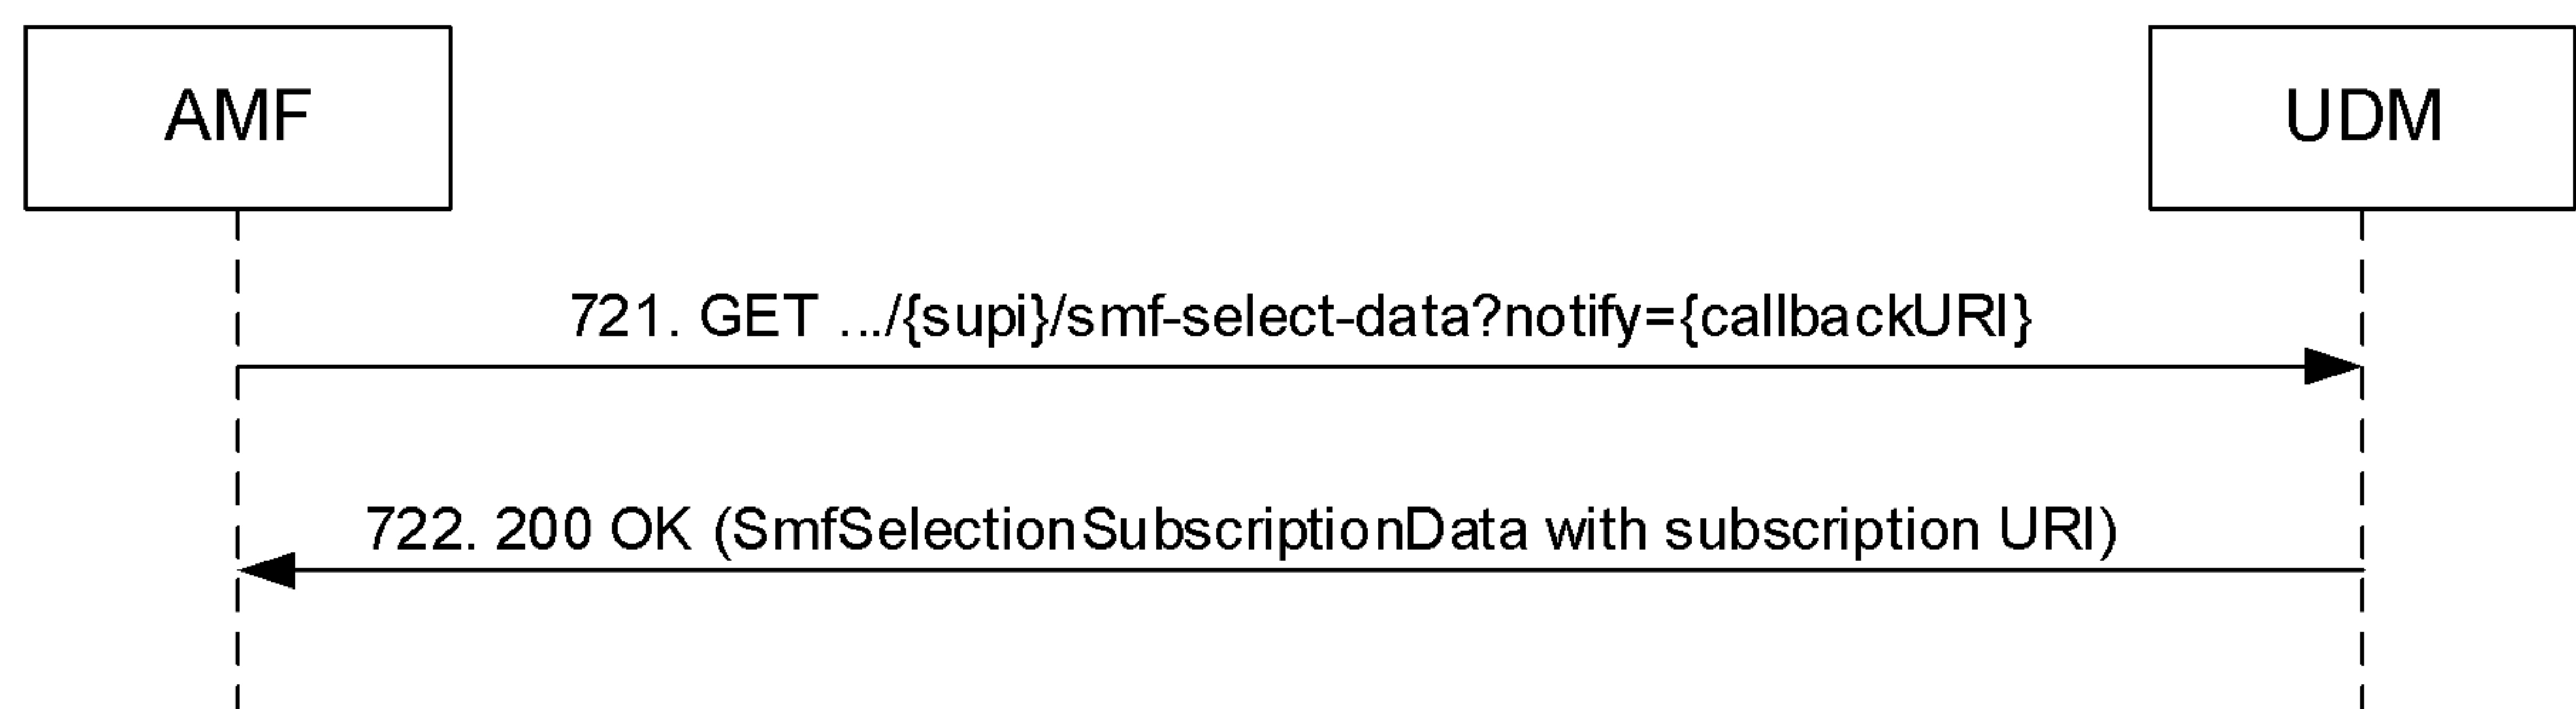 AMF
UDM
721. GET .../{supi}/smf-select-data?notify={callbackURI}
722. 200 OK (SmfSelectionSubscriptionData with subscription URI)